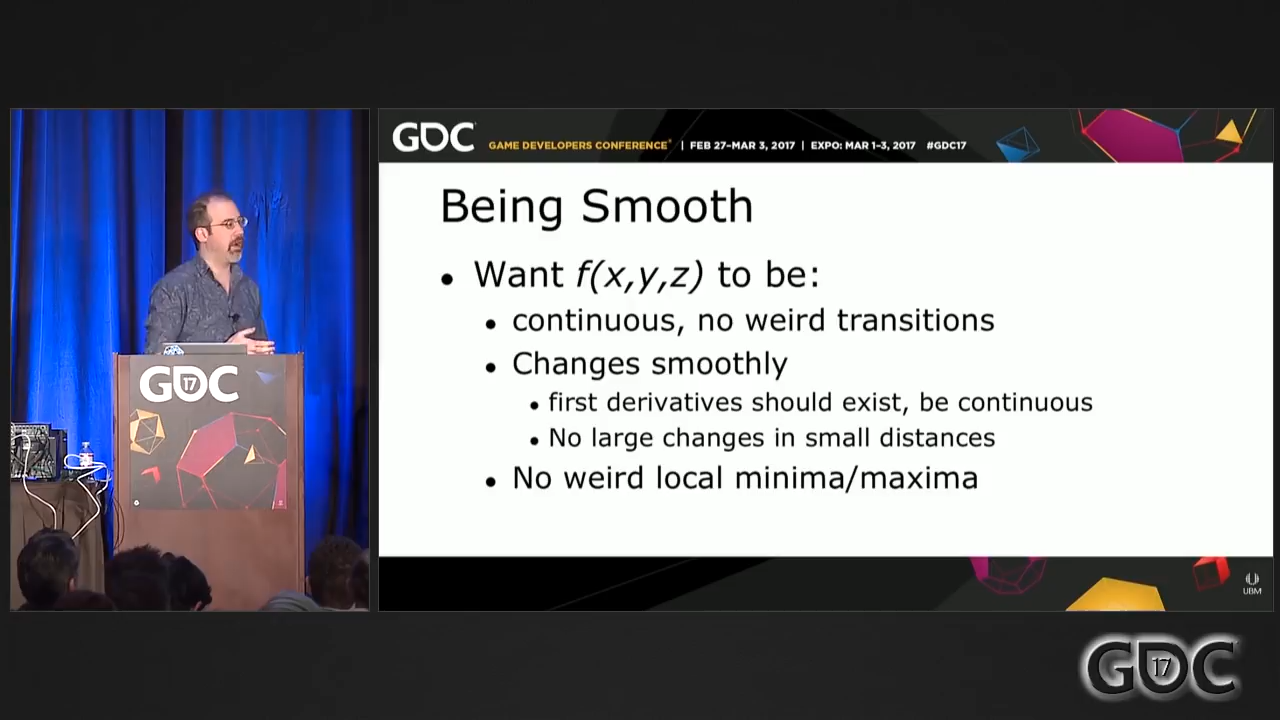 GDC
GAME DEVELOPERS CONFERENCE® | FEB 27–MAR 3, 2017 | EXPO: MAR 1–3, 2017 #GDC17
Being Smooth
• Want f(x,y,z) to be:
• continuous, no weird transitions
• Changes smoothly
• first derivatives should exist, be continuous
• No large changes in small distances
• No weird local minima/maxima
GDC
17
UBM
GDC
17